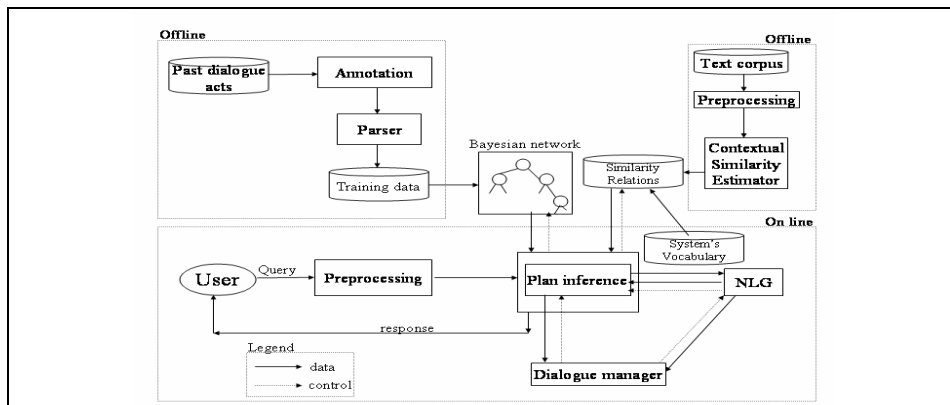 Offline
Past dialogue
acts
Annotation
Parser
Training data
Bayesian network
Offline
Text corpus
Preprocessing
Contextual
Similarity
Estimator
Similarity
Relations
On line
System's
Vocabulary
User
Query
Preprocessing
Plan inference
NLG
response
Dialogue manager
Legend
data
control